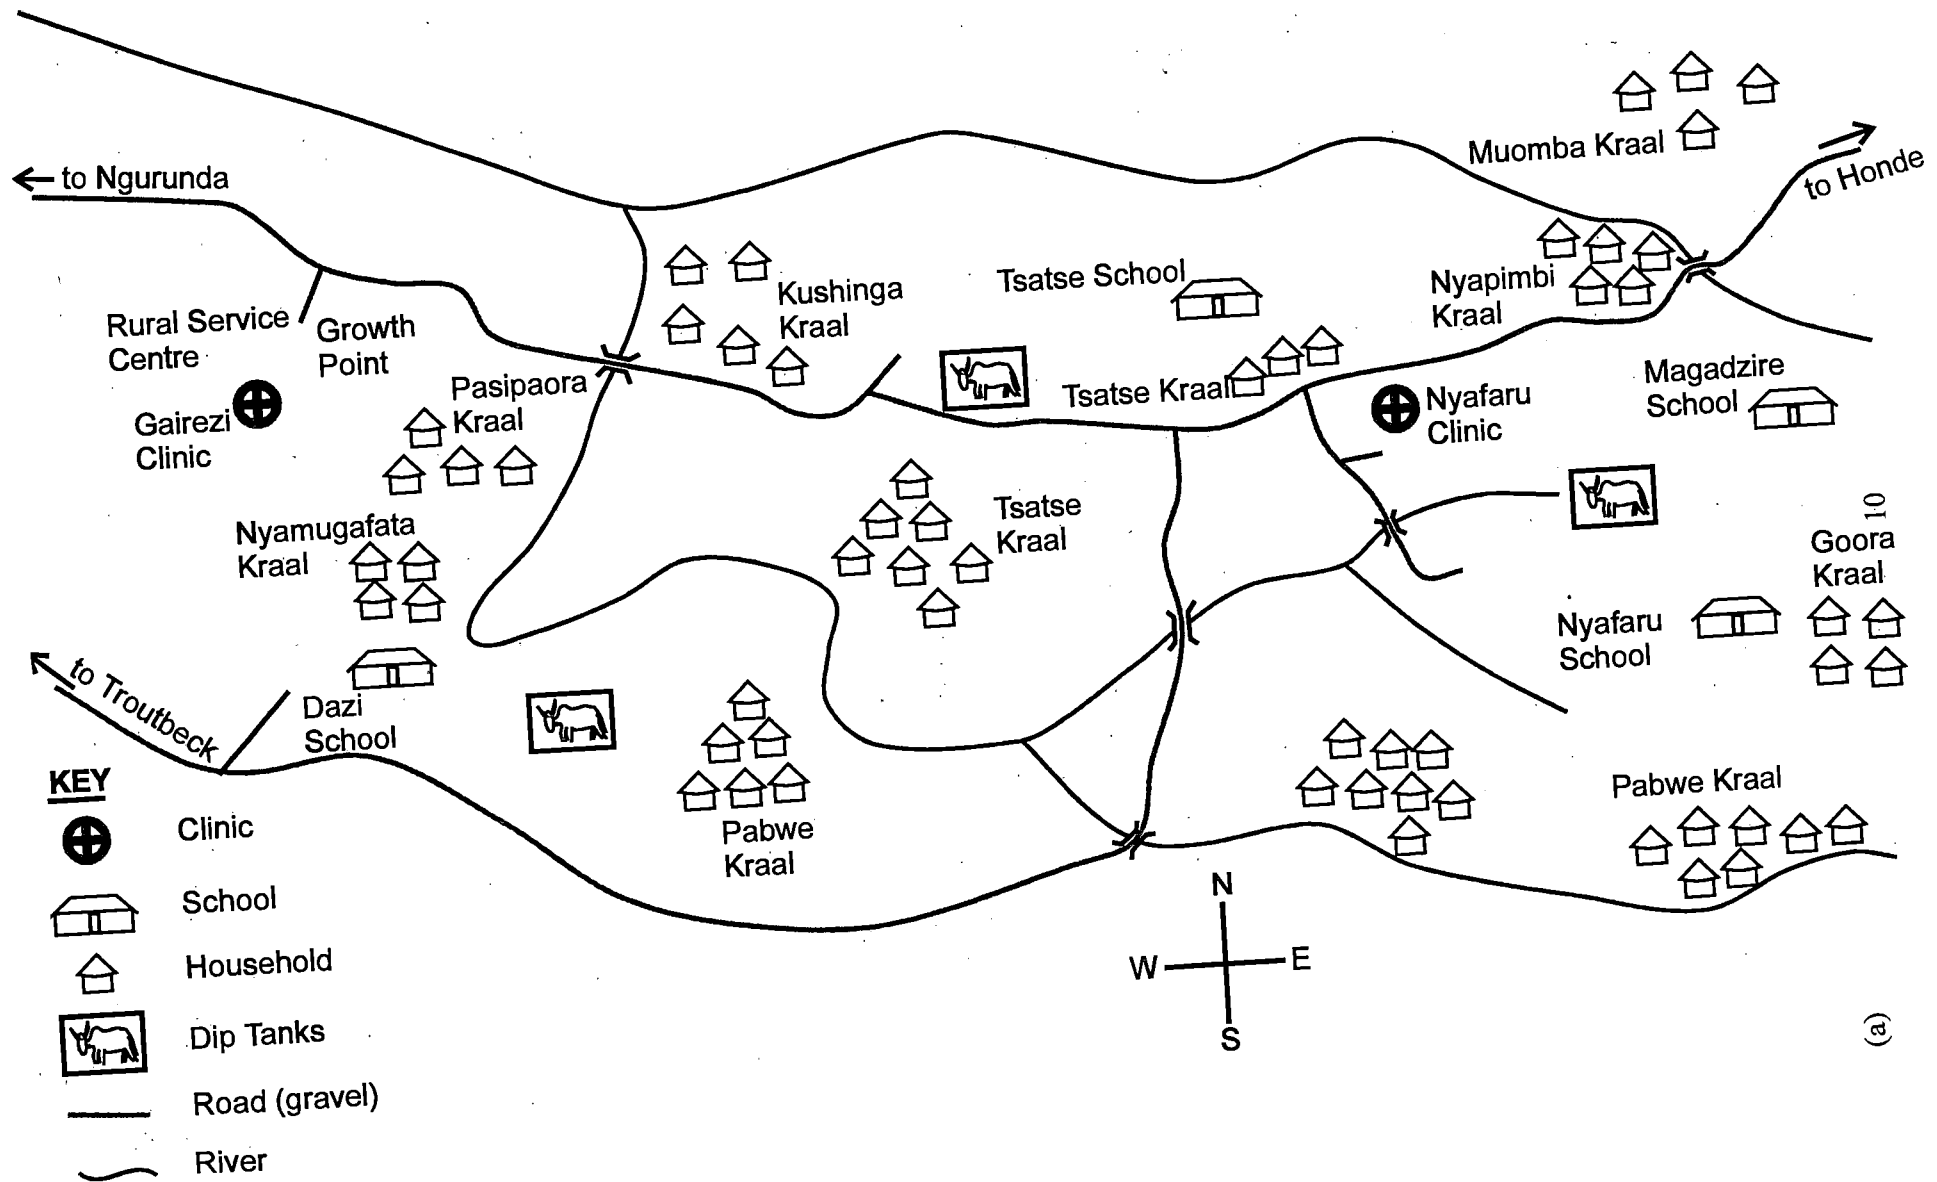 Muomba Kraal
to Honde
to Ngurunda
Rural Service
Centre
Growth
Point
Gairezi
Clinic
Pasipaora
Kraal
Kushinga
Kraal
Tsatse School
Tsatse Kraal
Nyapimbi
Kraal
Nyafaru
Clinic
Magadzire
School
Nyamugafata
Kraal
Tsatse
Kraal
10
Goora
Kraal
Nyafaru
School
to Troutbeck
Dazi
School
Pabwe
Kraal
Pabwe Kraal
KEY
Clinic
School
Household
Dip Tanks
Road (gravel)
River
N
W
E
S
(a)